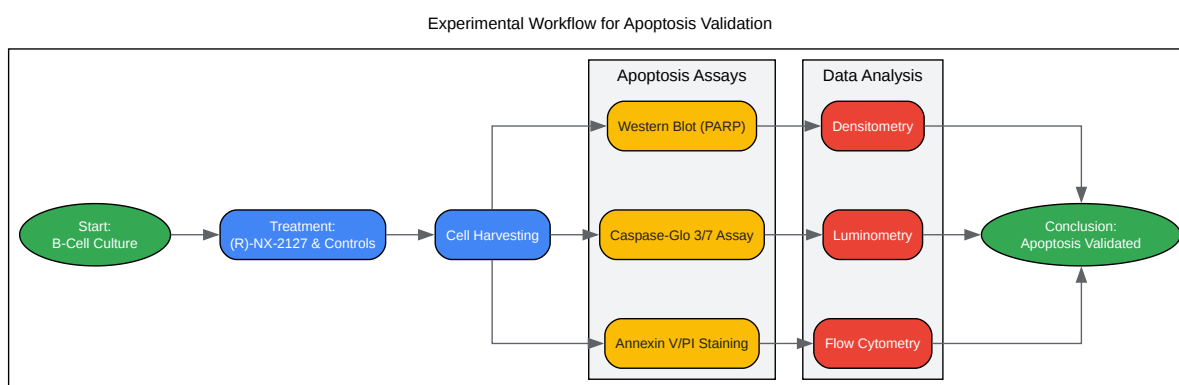 Experimental Workflow for Apoptosis Validation
Apoptosis Assays
Data Analysis
Western Blot (PARP)
Densitometry
Start:
B-Cell Culture
Treatment:
(R)-NX-2127 & Controls
Cell Harvesting
Caspase-Glo 3/7 Assay
Luminometry
Conclusion:
Apoptosis Validated
Annexin V/PI Staining
Flow Cytometry